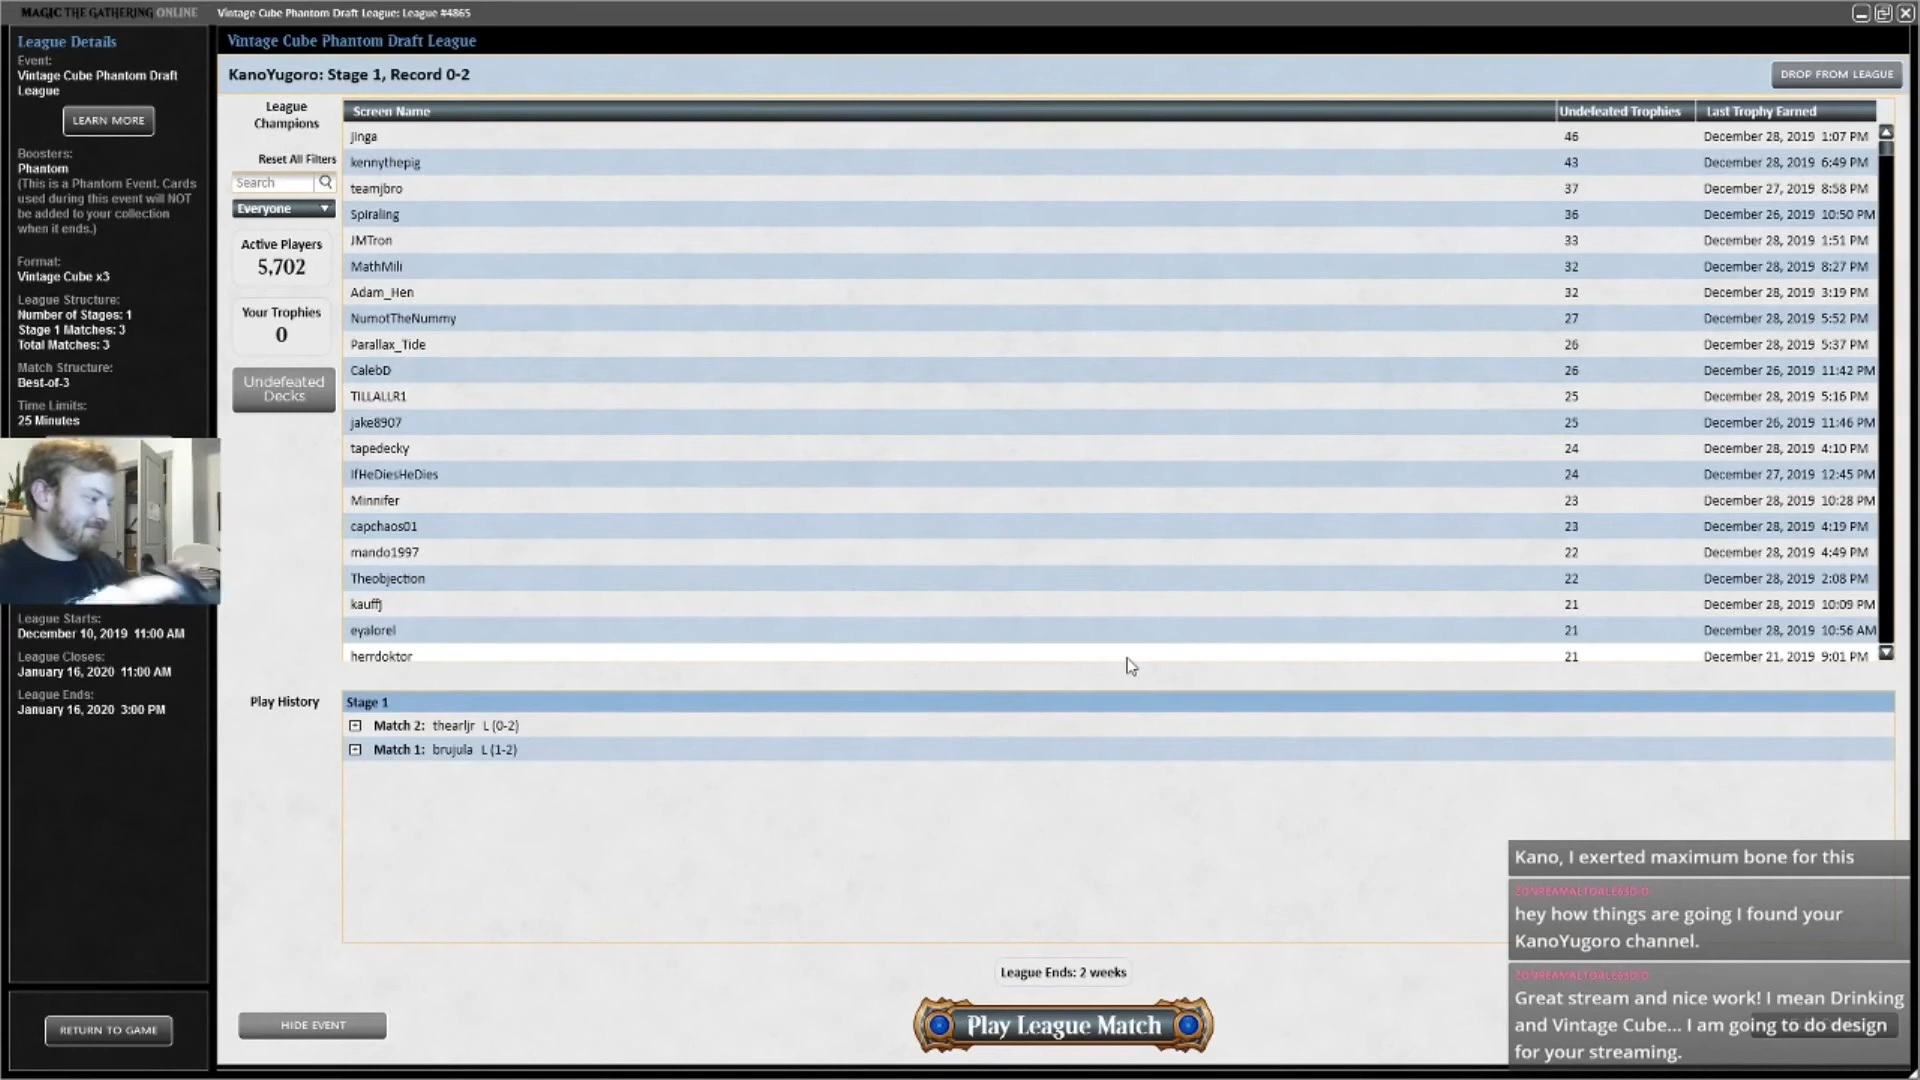 MAGIC THE GATHERING ONLINE
Vintage Cube Phantom Draft League: League #4865
League Details
Event:
Vintage Cube Phantom Draft
League
LEARN MORE
Boosters:
Phantom
(This is a Phantom Event. Cards
used during this event will NOT
be added to your collection
when it ends.)
Format:
Vintage Cube x3
League Structure:
Number of Stages: 1
Stage 1 Matches: 3
Total Matches: 3
Match Structure:
Best-of-3
Time Limits:
25 Minutes
League Starts:
December 10, 2019 11:00 AM
League Closes:
January 16, 2020 11:00 AM
League Ends:
January 16, 2020 3:00 PM
RETURN TO GAME
Vintage Cube Phantom Draft League
KanoYugoro: Stage 1, Record 0-2
DROP FROM LEAGUE
League
Champions
Reset All Filters
Search
Everyone
Active Players
5,702
Your Trophies
0
Undefeated
Decks
Screen Name Undefeated Trophies Last Trophy Earned
Jinga 46 December 28, 2019 1:07 PM
kennythepig 43 December 28, 2019 6:49 PM
teamjbro 37 December 27, 2019 8:58 PM
Spiraling 36 December 26, 2019 10:50 PM
JMTron 33 December 28, 2019 1:51 PM
MathMili 32 December 28, 2019 8:27 PM
Adam_Hen 32 December 28, 2019 3:19 PM
NumotTheNummy 27 December 28, 2019 5:52 PM
Parallax_Tide 26 December 28, 2019 5:37 PM
CalebD 26 December 26, 2019 11:42 PM
TILLALLR1 25 December 28, 2019 5:16 PM
jake8907 25 December 26, 2019 11:46 PM
tapedecky 24 December 28, 2019 4:10 PM
IfHeDiesHeDies 24 December 27, 2019 12:45 PM
Minnifer 23 December 28, 2019 10:28 PM
capchaos01 23 December 28, 2019 4:19 PM
mando1997 22 December 28, 2019 4:49 PM
Theobjection 22 December 28, 2019 2:08 PM
kauffj 21 December 28, 2019 10:09 PM
eyalorel 21 December 28, 2019 10:56 AM
herrdoktor 21 December 21, 2019 9:01 PM
Play History
Stage 1
Match 2: thearljr L (0-2)
Match 1: brujula L (1-2)
League Ends: 2 weeks
HIDE EVENT
Play League Match
Kano, I exerted maximum bone for this
hey how things are going I found your
KanoYugoro channel.
Great stream and nice work! I mean Drinking
and Vintage Cube... I am going to do design
for your streaming.